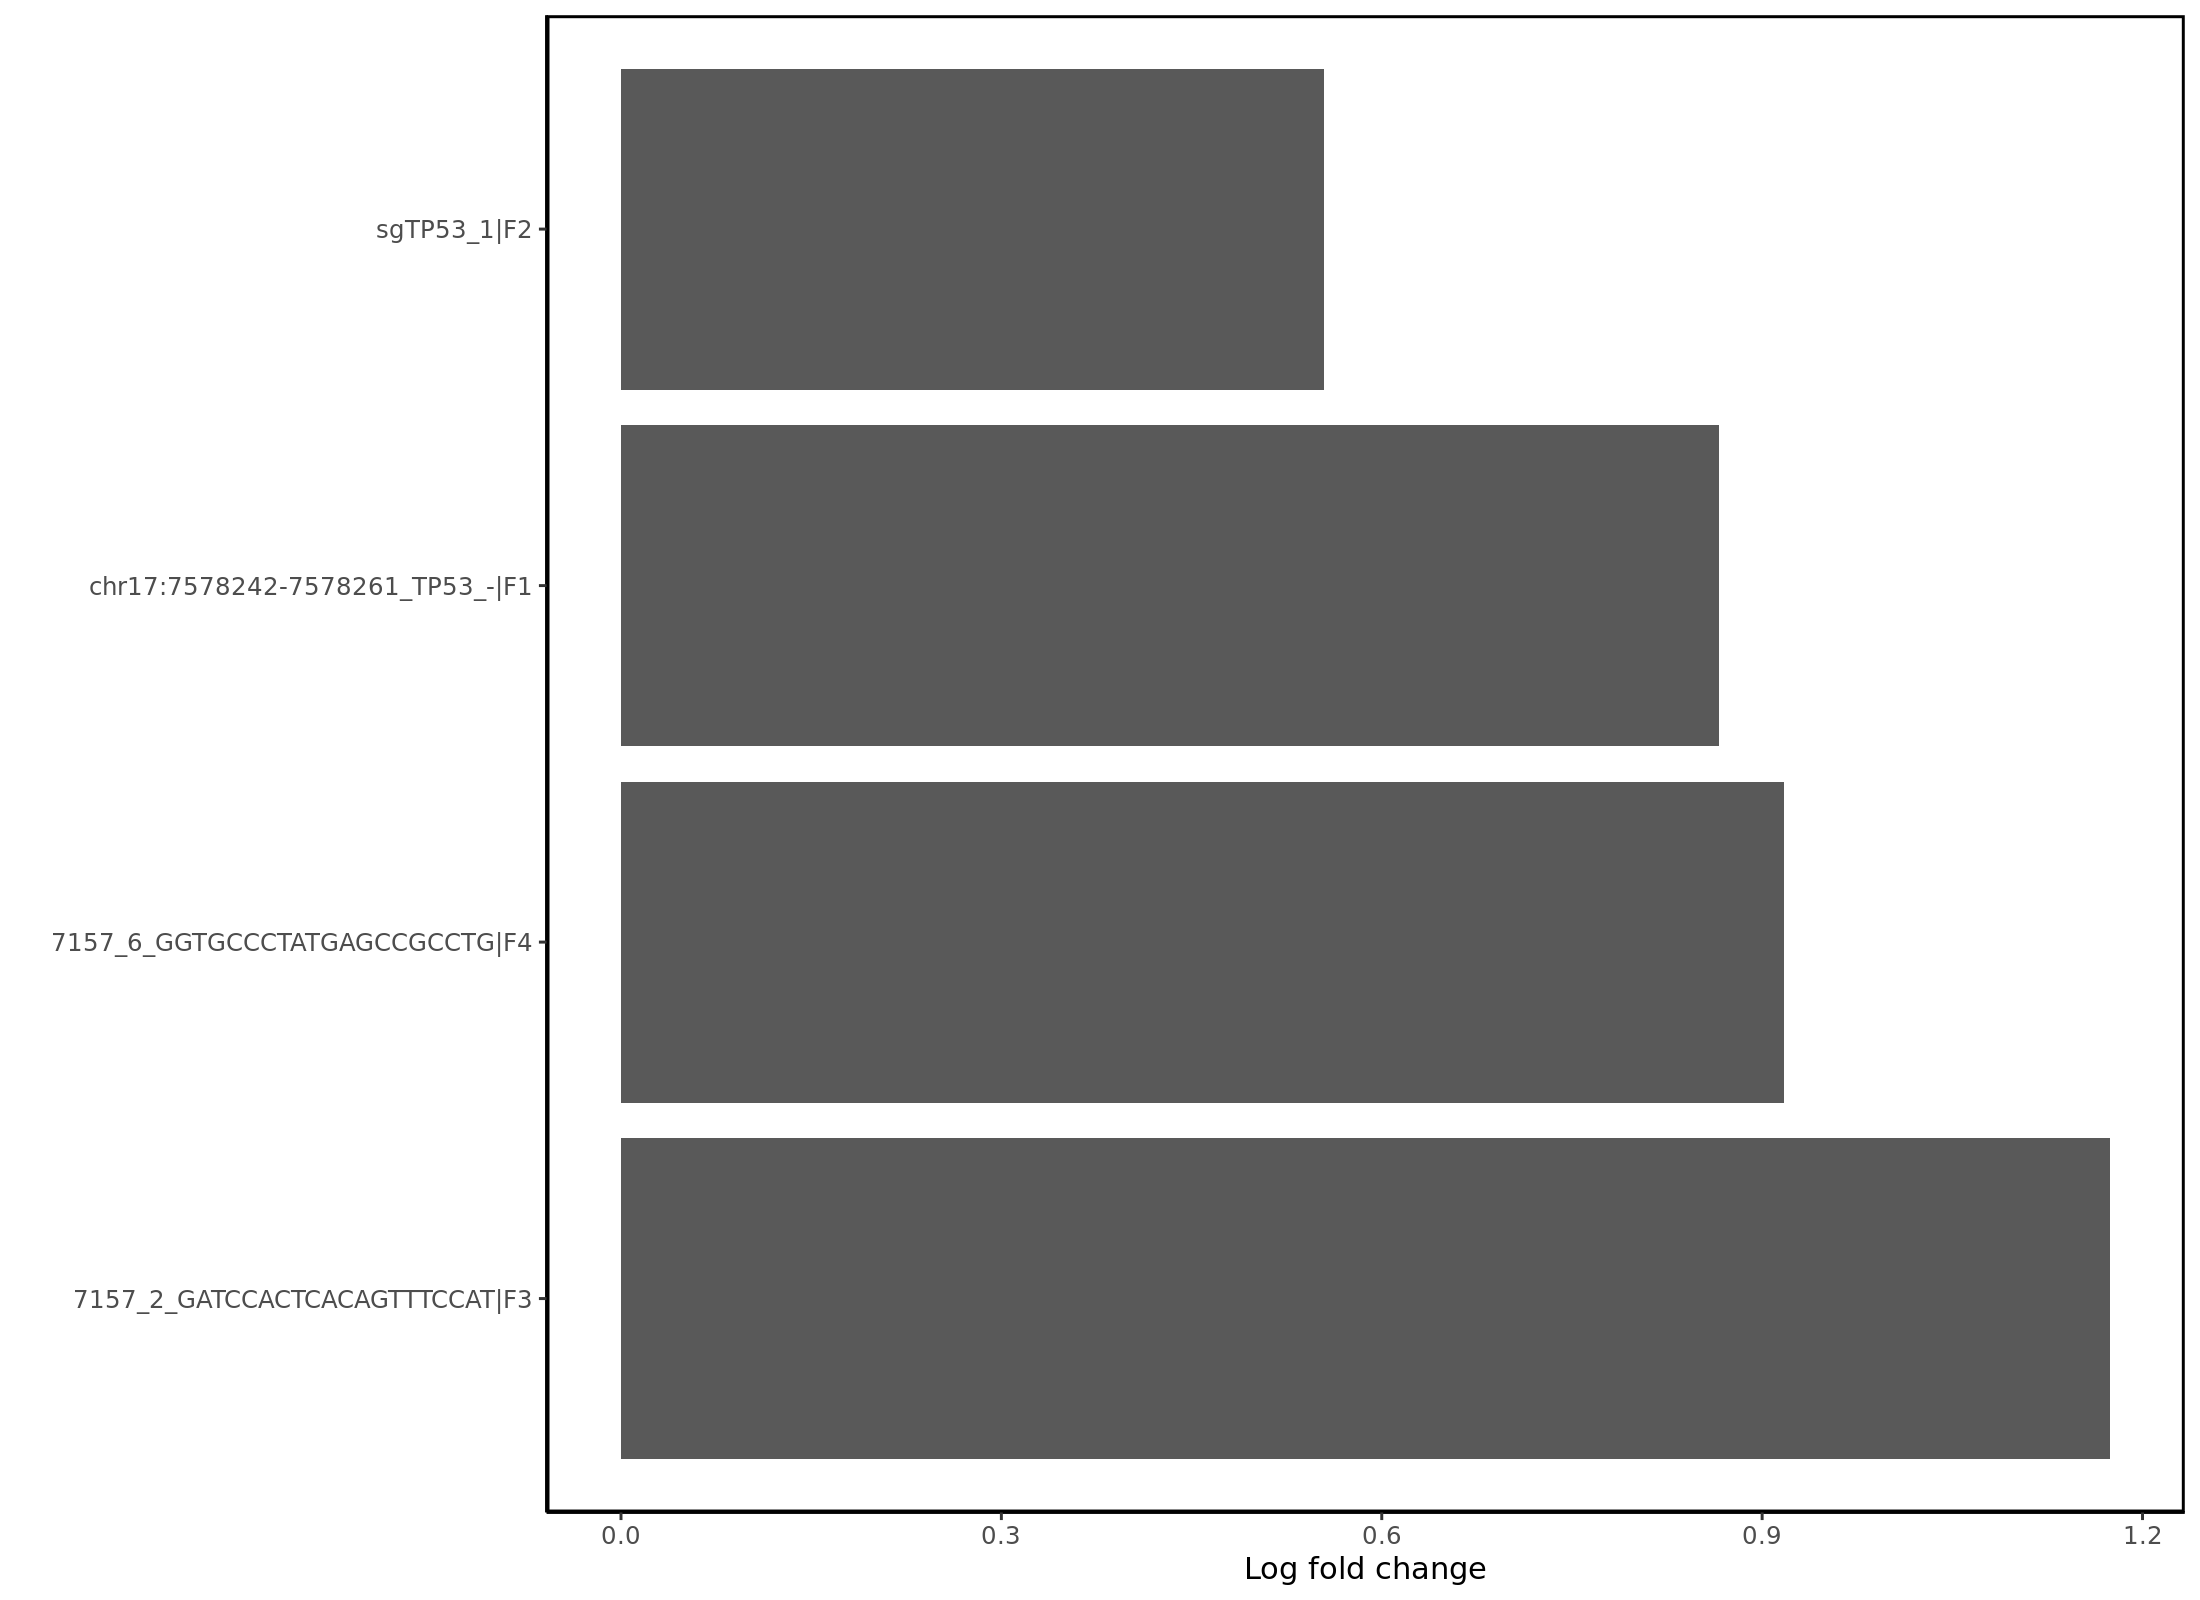 sgTP53_1|F2
chr17:7578242-7578261_TP53_-|F1
7157_6_GGTGCCCTATGAGCCGCCTG|F4
7157_2_GATCCACTCACAGTTTCCAT|F3
0.0 0.3 0.6 0.9 1.2
Log fold change